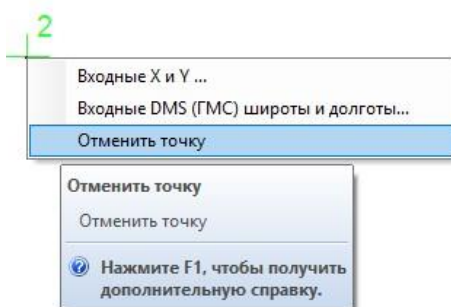 2
Входные X и Y ...
Входные DMS (ГМС) широты и долготы...
Отменить точку
Отменить точку
Отменить точку
Нажмите F1, чтобы получить
дополнительную справку.